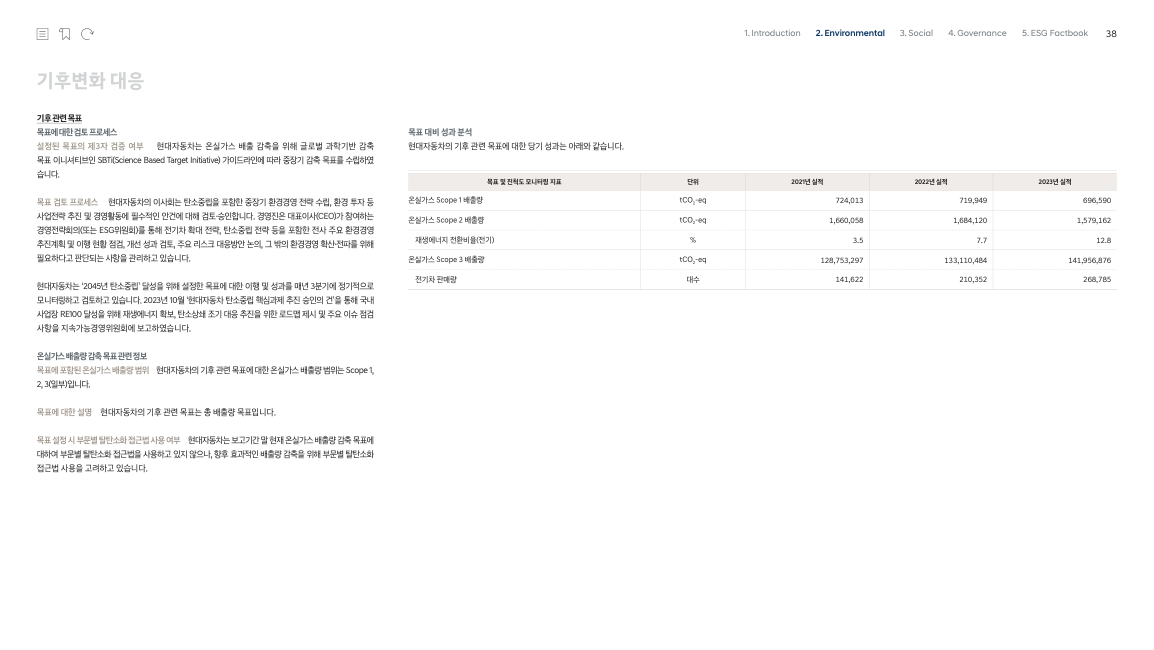 1. Introduction 2. Environmental 3. Social 4. Governance 5. ESG Factbook 38
기후변화 대응
기후 관련 목표
목표에 대한 검토 프로세스
설정된 목표의 제3자 검증 여부 현대자동차는 온실가스 배출 감축을 위해 글로벌 과학기반 감축
목표 이니셔티브인 SBTi(Science Based Target Initiative) 가이드라인에 따라 중장기 감축 목표를 수립하였
습니다.
목표 검토 프로세스 현대자동차의 이사회는 탄소중립을 포함한 중장기 환경경영 전략 수립, 환경 투자 등
사업전략 추진 및 경영활동에 필수적인 안건에 대해 검토·승인합니다. 경영진은 대표이사(CEO)가 참여하는
경영전략회의(또는 ESG위원회)를 통해 전기차 확대 전략, 탄소중립 전략 등을 포함한 전사 주요 환경경영
추진계획 및 이행 현황 점검, 개선 성과 검토, 주요 리스크 대응방안 논의, 그 밖의 환경경영 확산·전파를 위해
필요하다고 판단되는 사항을 관리하고 있습니다.
현대자동차는 '2045년 탄소중립' 달성을 위해 설정한 목표에 대한 이행 및 성과를 매년 3분기에 정기적으로
모니터링하고 검토하고 있습니다. 2023년 10월 '현대자동차 탄소중립 핵심과제 추진 승인의 건'을 통해 국내
사업장 RE100 달성을 위해 재생에너지 확보, 탄소상쇄 조기 대응 추진을 위한 로드맵 제시 및 주요 이슈 점검
사항을 지속가능경영위원회에 보고하였습니다.
온실가스 배출량 감축 목표 관련 정보
목표에 포함된 온실가스 배출량 범위 현대자동차의 기후 관련 목표에 대한 온실가스 배출량 범위는 Scope 1,
2, 3(일부)입니다.
목표에 대한 설명 현대자동차의 기후 관련 목표는 총 배출량 목표입니다.
목표 설정 시 부문별 탈탄소화 접근법 사용 여부 현대자동차는 보고기간 말 현재 온실가스 배출량 감축 목표에
대하여 부문별 탈탄소화 접근법을 사용하고 있지 않으나, 향후 효과적인 배출량 감축을 위해 부문별 탈탄소화
접근법 사용을 고려하고 있습니다.
목표 대비 성과 분석
현대자동차의 기후 관련 목표에 대한 당기 성과는 아래와 같습니다.
목표 및 진척도 모니터링 지표 단위 2021년 실적 2022년 실적 2023년 실적
온실가스 Scope 1 배출량 tCO₂-eq 724,013 719,949 696,590
온실가스 Scope 2 배출량 tCO₂-eq 1,660,058 1,684,120 1,579,162
재생에너지 전환비율(전기) % 3.5 7.7 12.8
온실가스 Scope 3 배출량 tCO₂-eq 128,753,297 133,110,484 141,956,876
전기차 판매량 대수 141,622 210,352 268,785